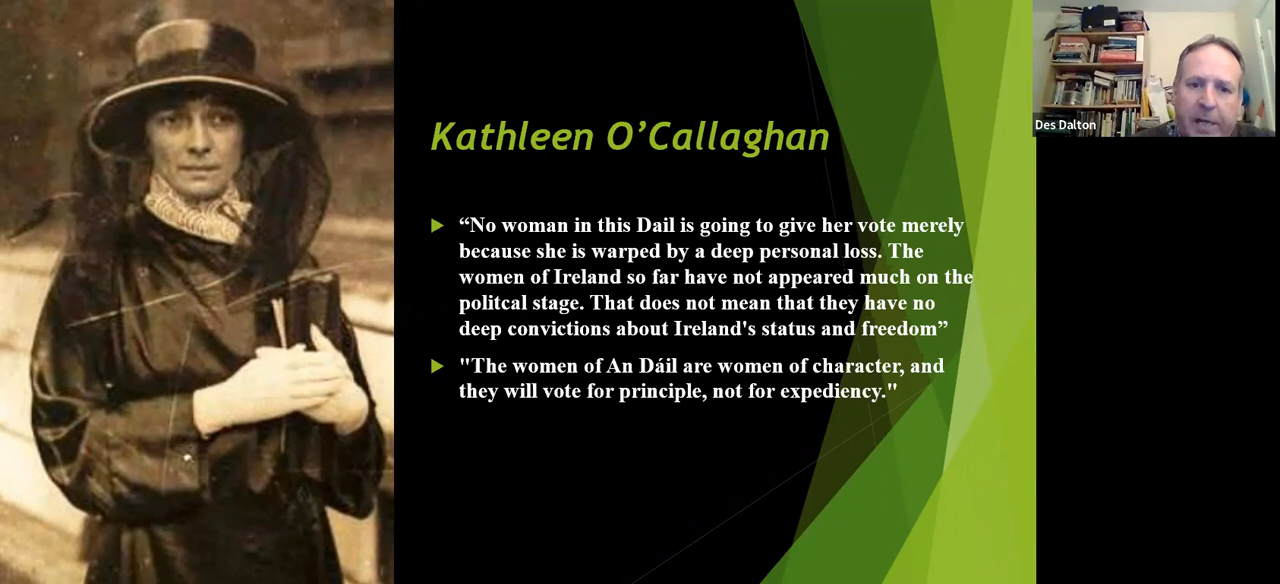 Kathleen O’Callaghan
“No woman in this Dail is going to give her vote merely
because she is warped by a deep personal loss. The
women of Ireland so far have not appeared much on the
politcal stage. That does not mean that they have no
deep convictions about Ireland's status and freedom”
"The women of An Dáil are women of character, and
they will vote for principle, not for expediency."
Des Dalton